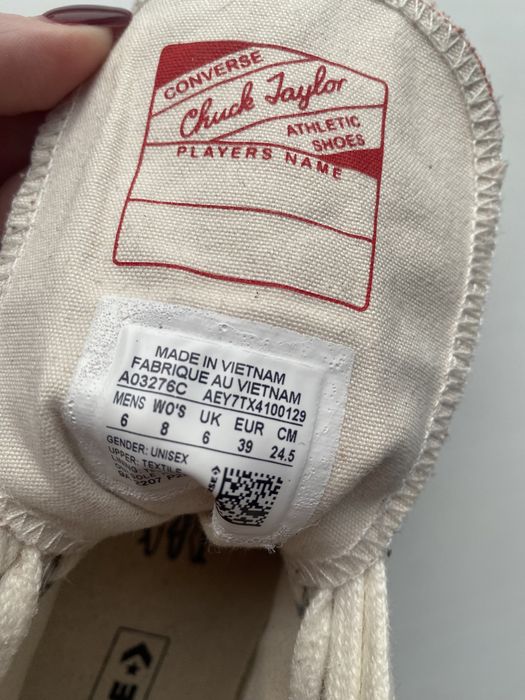 CONVERSE
Chuck Taylor
ATHLETIC
SHOES
PLAYERS NAME
MADE IN VIETNAM
FABRIQUE AU VIETNAM
A03276C AEY7TX4100129
MENS WO'S UK EUR CM
6 8 6 39 24.5
GENDER: UNISEX
UPPER: TEXTILE